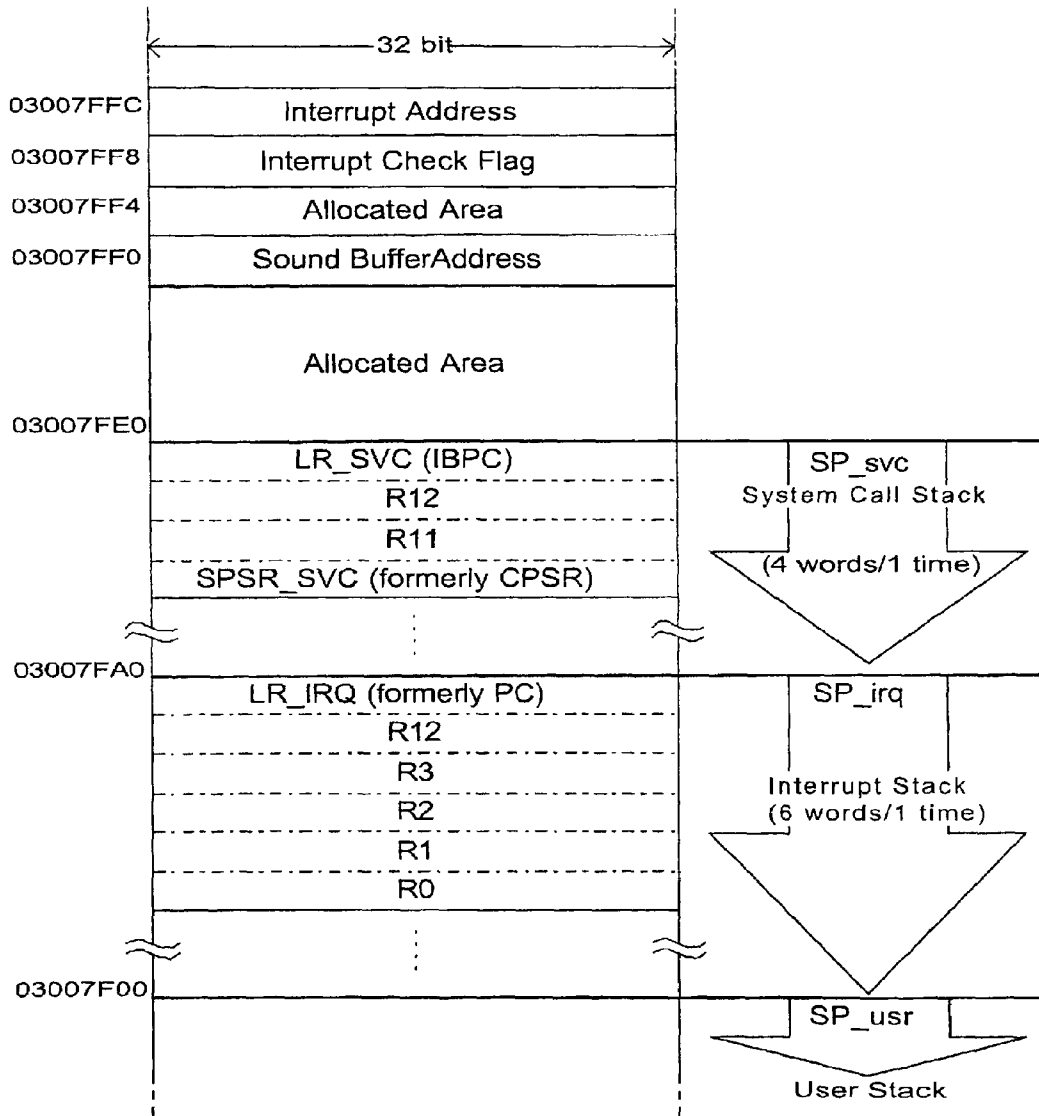 32 bit
03007FFC
Interrupt Address
03007FF8
Interrupt Check Flag
03007FF4
Allocated Area
03007FF0
Sound BufferAddress
Allocated Area
03007FE0
LR_SVC (IBPC)
SP_svc
R12
System Call Stack
R11
(4 words/1 time)
SPSR_SVC (formerly CPSR)
03007FA0
LR_IRQ (formerly PC)
SP_irq
R12
R3
Interrupt Stack
R2
(6 words/1 time)
R1
R0
03007F00
SP_usr
User Stack